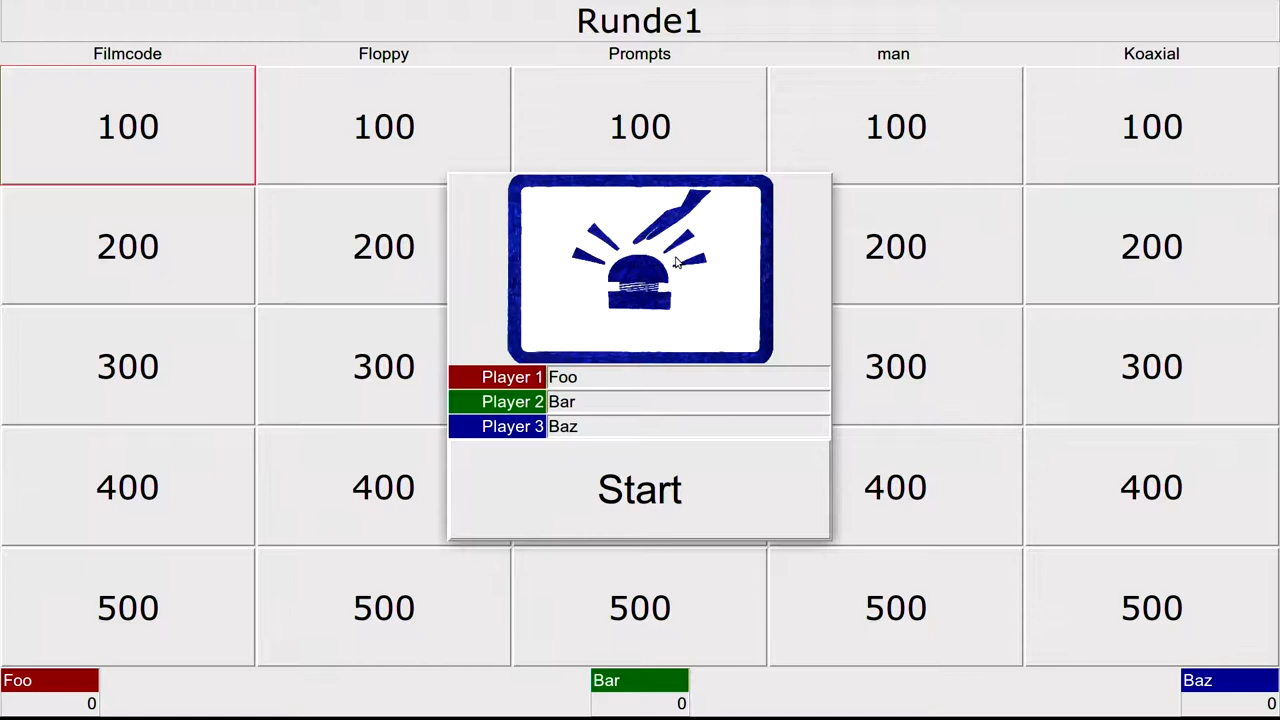 Runde1
Filmcode Floppy Prompts man Koaxial
100 100 100 100 100
200 200 200 200
300 300 300 300
400 400 400 400
500 500 500 500 500
Player 1 Foo
Player 2 Bar
Player 3 Baz
Start
Foo Bar Baz
0 0 0